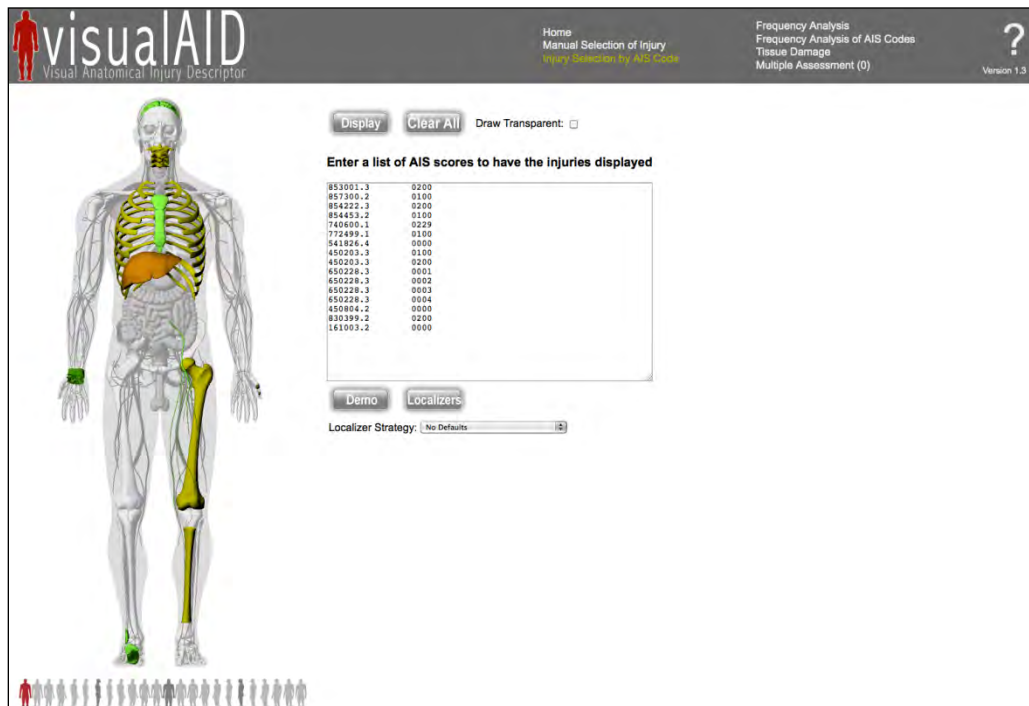 visualAID
Visual Anatomical Injury Descriptor
Home
Manual Selection of Injury
Injury Selection by AIS Code
Frequency Analysis
Frequency Analysis of AIS Codes
Tissue Damage
Multiple Assessment (0)
?
Version 1.3
Display
Clear All
Draw Transparent:
Enter a list of AIS scores to have the injuries displayed
853001.3 0200
857300.2 0100
854222.3 0200
854453.2 0100
740600.1 0229
772499.1 0100
541826.4 0000
450203.3 0100
450203.3 0200
650228.3 0001
650228.3 0002
650228.3 0003
650228.3 0004
450804.2 0000
830399.2 0200
161003.2 0000
Demo
Localizers
Localizer Strategy: No Defaults